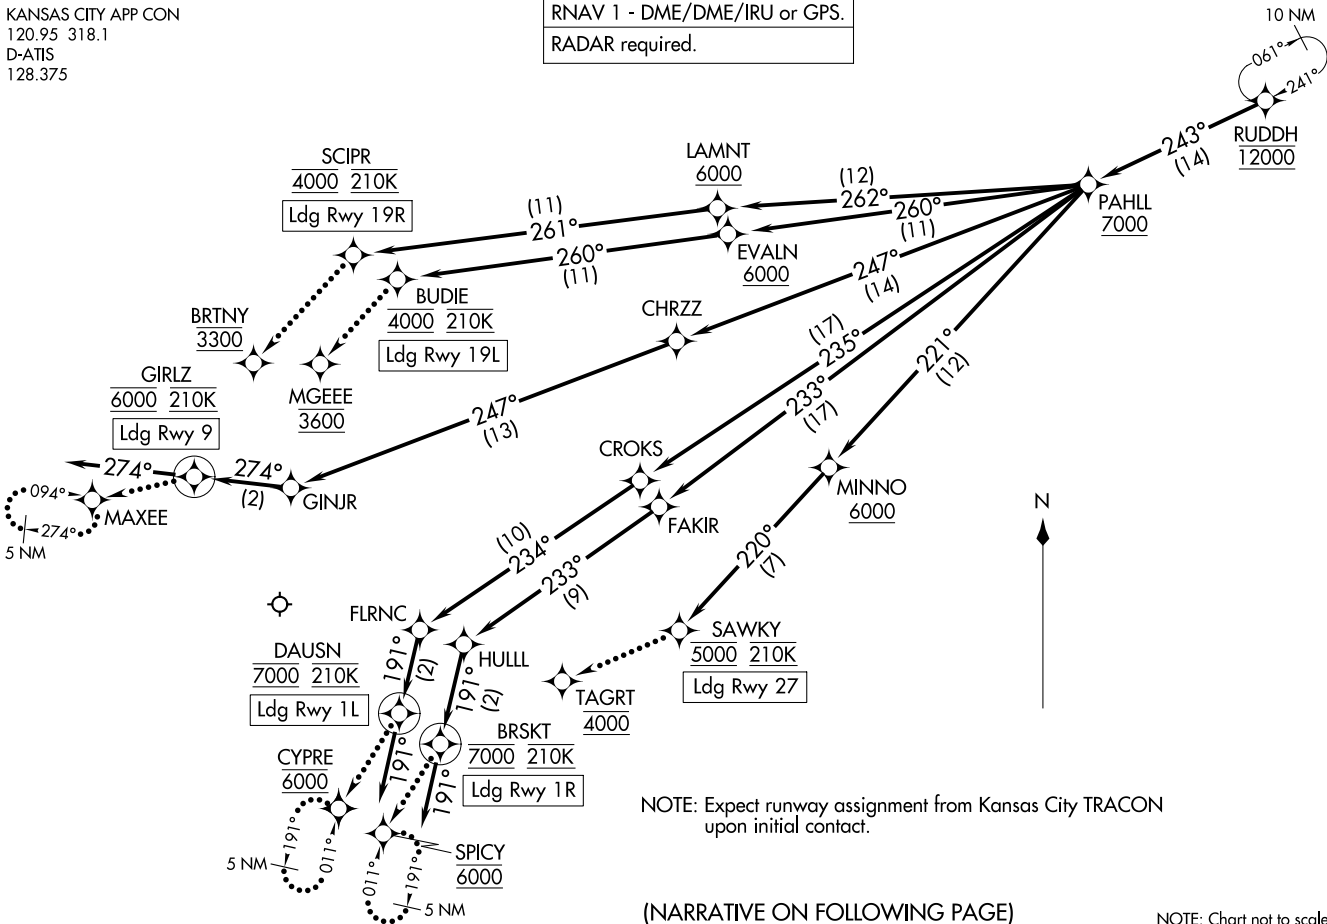 KANSAS CITY APP CON
120.95 318.1
D-ATIS
128.375
RNAV 1 - DME/DME/IRU or GPS.
RADAR required.
10 NM
061°
241°
RUDDH
12000
243°
(14)
PAHLL
7000
LAMNT
6000
(12)
262°
260°
(11)
EVALN
6000
SCIPR
4000 210K
Ldg Rwy 19R
(11)
261°
260°
(11)
BUDIE
4000 210K
Ldg Rwy 19L
BRTNY
3300
MGEEE
3600
CHRZZ
247°
(14)
247°
(13)
(17)
235°
233°
(17)
221°
(12)
GIRLZ
6000 210K
Ldg Rwy 9
274°
274°
(2)
GINJR
094°
MAXEE
274°
5 NM
CROKS
FAKIR
MINNO
6000
N
(10)
234°
233°
(9)
220°
(7)
FLRNC
HULLL
SAWKY
5000 210K
Ldg Rwy 27
TAGRT
4000
DAUSN
7000 210K
Ldg Rwy 1L
191°
(2)
191°
(2)
BRSKT
7000 210K
Ldg Rwy 1R
191°
191°
CYPRE
6000
191°
011°
5 NM
SPICY
6000
011°
191°
5 NM
NOTE: Expect runway assignment from Kansas City TRACON
upon initial contact.
(NARRATIVE ON FOLLOWING PAGE)
NOTE: Chart not to scale